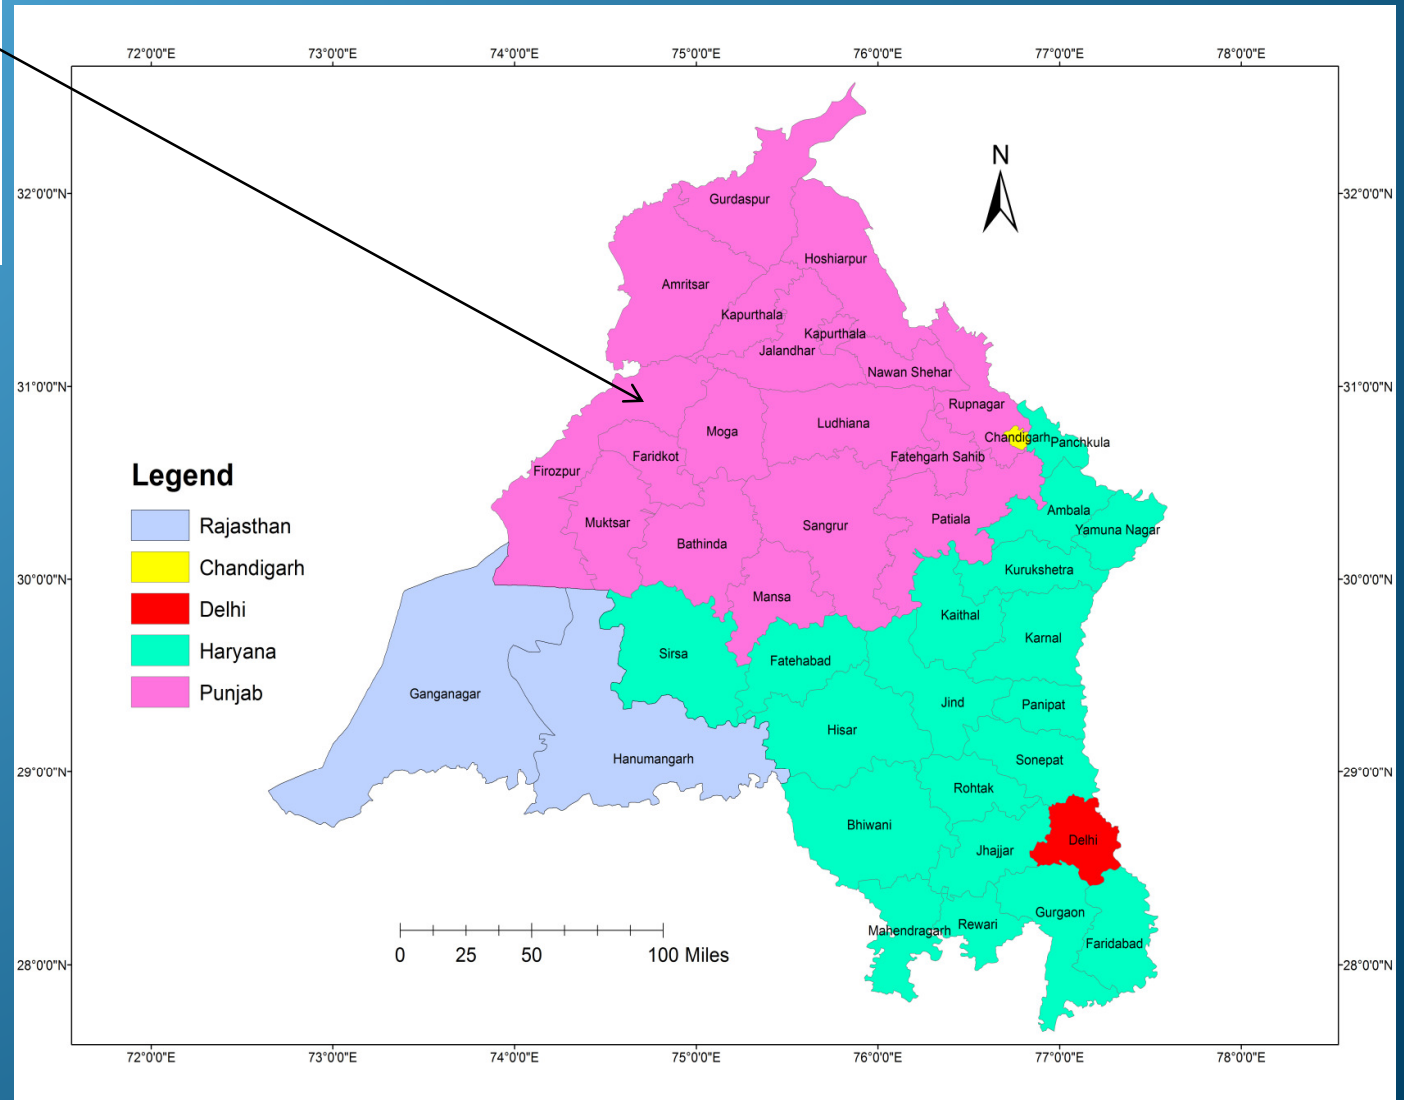 72°0'0"E 73°0'0"E 74°0'0"E 75°0'0"E 76°0'0"E 77°0'0"E 78°0'0"E
N
32°0'0"N 32°0'0"N
Gurdaspur
Hoshiarpur
Amritsar
Kapurthala
Kapurthala
Jalandhar
Nawan Shehar
31°0'0"N 31°0'0"N
Rupnagar
Ludhiana
Moga
Chandigarh Panchkula
Faridkot Fatehgarh Sahib
Firozpur
Legend
Ambala
Muktsar Sangrur Patiala
Rajasthan
Yamuna Nagar
Bathinda
Chandigarh
Kurukshetra
30°0'0"N 30°0'0"N
Mansa
Delhi
Kaithal
Karnal
Haryana
Sirsa Fatehabad
Punjab
Ganganagar
Jind Panipat
Hisar
Hanumangarh Sonepat
29°0'0"N 29°0'0"N
Rohtak
Bhiwani
Delhi
Jhajjar
Gurgaon
Mahendragarh Rewari
Faridabad
0 25 50 100 Miles
28°0'0"N 28°0'0"N
72°0'0"E 73°0'0"E 74°0'0"E 75°0'0"E 76°0'0"E 77°0'0"E 78°0'0"E